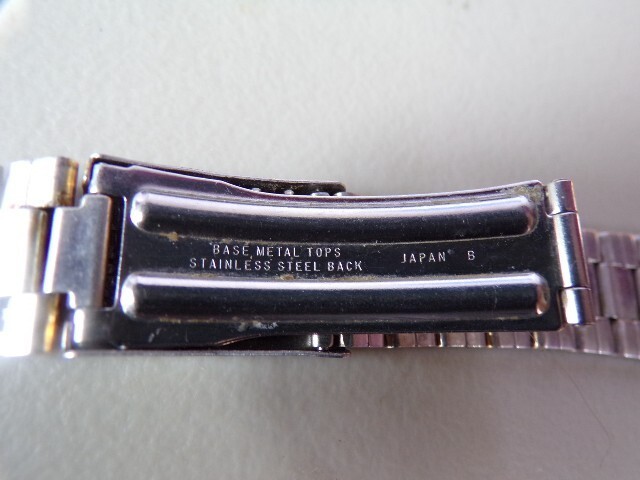 BASE METAL TOPS
STAINLESS STEEL BACK JAPAN B